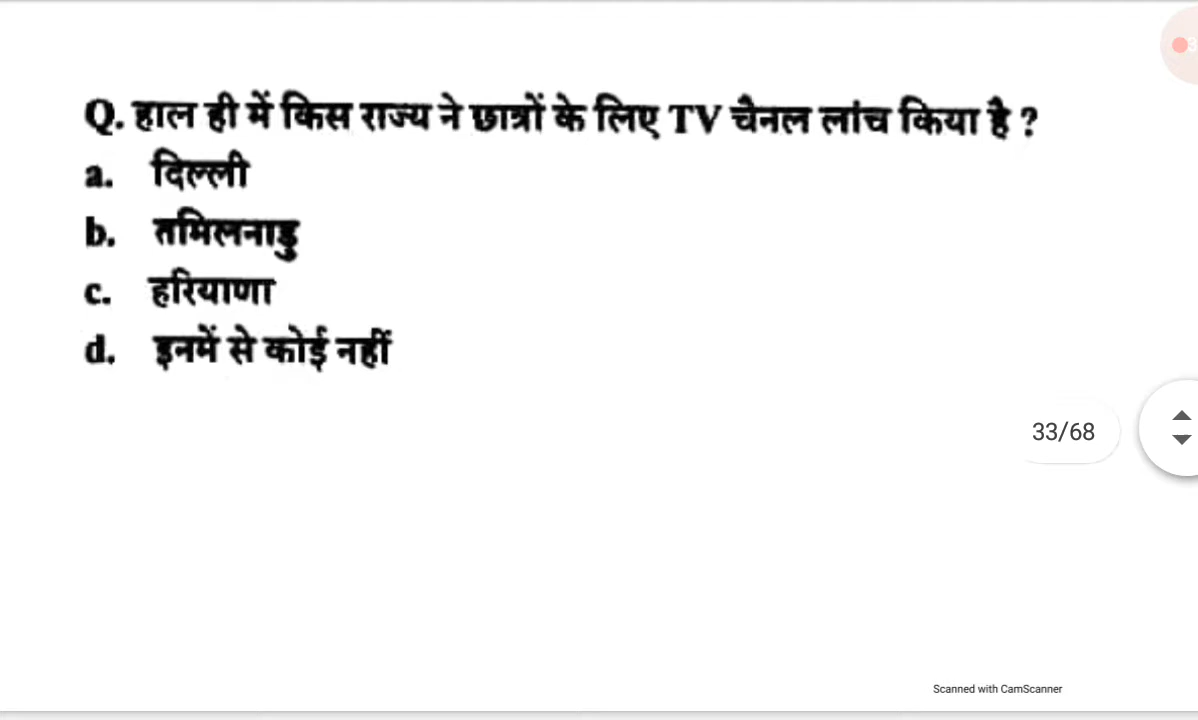 Q. हाल ही में किस राज्य ने छात्रों के लिए TV चैनल लांच किया है ?
a. दिल्ली
b. तमिलनाडु
c. हरियाणा
d. इनमें से कोई नहीं
33/68
Scanned with CamScanner